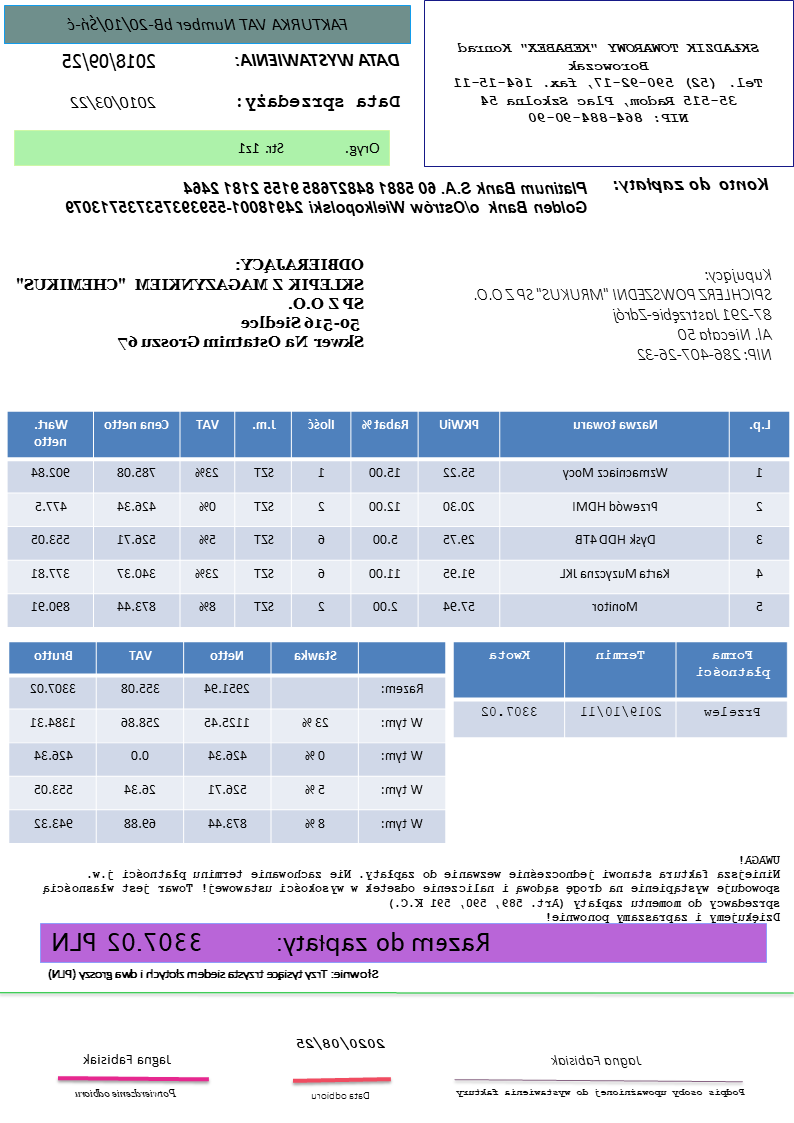 SKŁADZIK TOWAROWY "KEBABEX" Konrad
Borowczak
Tel. (52) 590-92-17, fax. 164-15-11
35-515 Radom, Plac Szkolna 54
NIP: 864-884-90-90
FAKTURKA VAT Number bB-20/10/Śń-ć
DATA WYSTAWIENIA: 2018/09/25
Data sprzedaży: 2010/03/22
Oryg. Str. 1z1
Konto do zapłaty: Platinum Bank S.A. 60 5881 84827685 9155 2181 2464
Golden Bank o/Ostrów Wielkopolski 24918001-559393753735713079
Kupujący:
SPICHLERZ POWSZEDNI "MRUKUS" SP Z O.O.
87-291 Jastrzębie-Zdrój
Al. Niecała 50
NIP: 286-407-26-32
ODBIERAJĄCY:
SKLEPIK Z MAGAZYNKIEM "CHEMIKUS"
SP Z O.O.
50-516 Siedlce
Skwer Na Ostatnim Groszu 67
L.p. Nazwa towaru PKWiU Rabat % Ilość J.m. VAT Cena netto Wart. netto
1 Wzmacniacz Mocy 55.22 15.00 1 SZT 23% 785.08 902.84
2 Przewód HDMI 20.30 12.00 2 SZT 0% 426.34 477.5
3 Dysk HDD 4TB 29.75 5.00 6 SZT 5% 526.71 553.05
4 Karta Muzyczna JKL 91.95 11.00 6 SZT 23% 340.37 377.81
5 Monitor 57.94 2.00 2 SZT 8% 873.44 890.91
Forma płatności Termin Kwota
Przelew 2019/10/11 3307.02
Stawka Netto VAT Brutto
Razem: 2951.94 355.08 3307.02
W tym: 23 % 1125.45 258.86 1384.31
W tym: 0 % 426.34 0.0 426.34
W tym: 5 % 526.71 26.34 553.05
W tym: 8 % 873.44 69.88 943.32
UWAGA!
Niniejsza faktura stanowi jednocześnie wezwanie do zapłaty. Nie zachowanie terminu płatności j.w.
spowoduje wystąpienie na drogę sądową i naliczenie odsetek w wysokości ustawowej! Towar jest własnością
sprzedawcy do momentu zapłaty (Art. 589, 590, 591 K.C.)
Dziękujemy i zapraszamy ponownie!
Razem do zapłaty: 3307.02 PLN
Słownie: Trzy tysiące trzysta siedem złotych i dwa groszy (PLN)
Jagna Fabisiak
Podpis osoby upoważnionej do wystawienia faktury
2020/08/25
Data odbioru
Jagna Fabisiak
Potwierdzenie odbioru